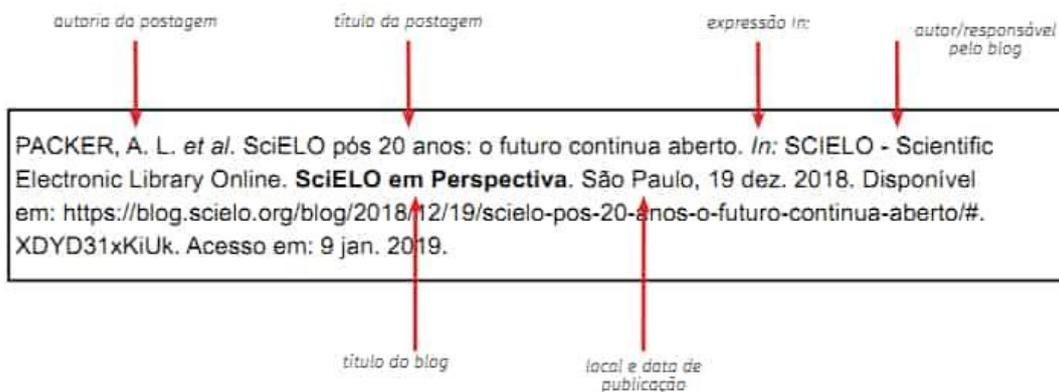 autoria da postagem título da postagem expressão In: autor/responsável
pelo blog
PACKER, A. L. et al. SciELO pós 20 anos: o futuro continua aberto. In: SCIELO - Scientific
Electronic Library Online. SciELO em Perspectiva. São Paulo, 19 dez. 2018. Disponível
em: https://blog.scielo.org/blog/2018/12/19/scielo-pos-20-anos-o-futuro-continua-aberto/#.
XDYD31xKiUk. Acesso em: 9 jan. 2019.
título do blog local e data de
publicação